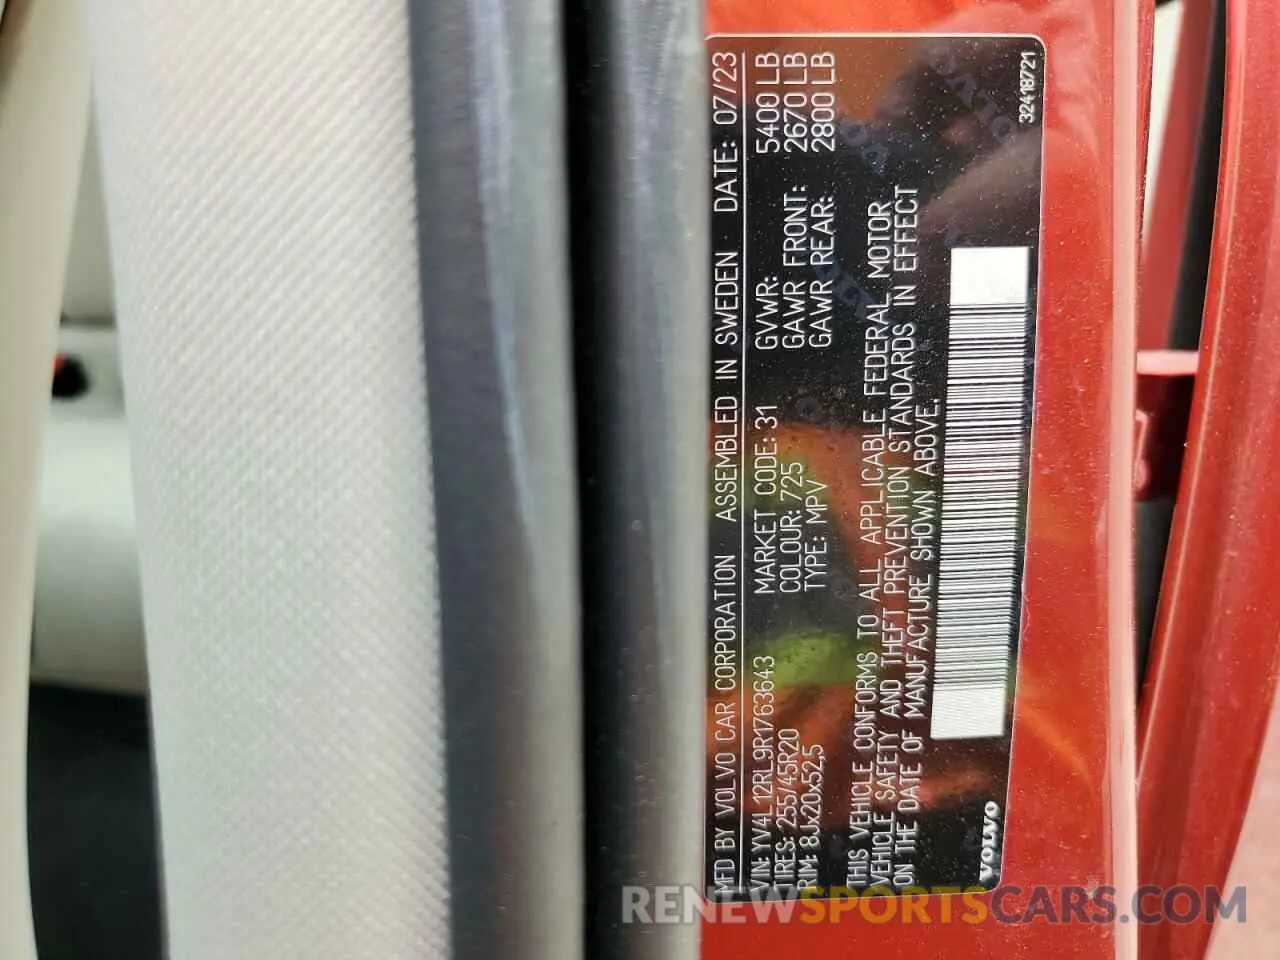 MFD BY VOLVO CAR CORPORATION ASSEMBLED IN SWEDEN DATE: 07/23
VIN: YV4L12RL9R1763643 MARKET CODE: 31 GVWR: 5400 LB
TIRES: 255/45R20 COLOUR: 725 GAWR FRONT: 2670 LB
RIM: 8Jx20x52,5 TYPE: MPV GAWR REAR: 2800 LB
THIS VEHICLE CONFORMS TO ALL APPLICABLE FEDERAL MOTOR
VEHICLE SAFETY AND THEFT PREVENTION STANDARDS IN EFFECT
ON THE DATE OF MANUFACTURE SHOWN ABOVE.
VOLVO 32418721
RENEWSPORTSCARS.COM